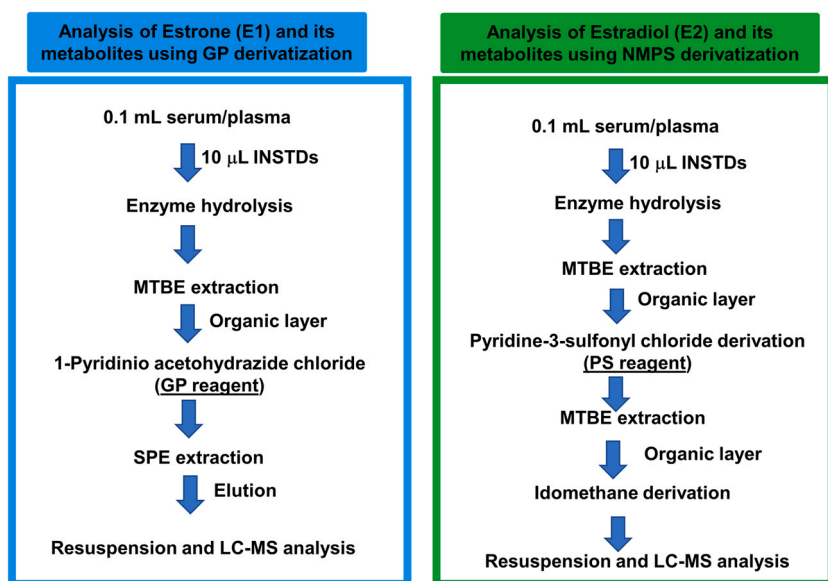 Analysis of Estrone (E1) and its
metabolites using GP derivatization
0.1 mL serum/plasma
10 μL INSTDs
Enzyme hydrolysis
MTBE extraction
Organic layer
1-Pyridinio acetohydrazide chloride
(GP reagent)
SPE extraction
Elution
Resuspension and LC-MS analysis
Analysis of Estradiol (E2) and its
metabolites using NMPS derivatization
0.1 mL serum/plasma
10 μL INSTDs
Enzyme hydrolysis
MTBE extraction
Organic layer
Pyridine-3-sulfonyl chloride derivation
(PS reagent)
MTBE extraction
Organic layer
Idomethane derivation
Resuspension and LC-MS analysis